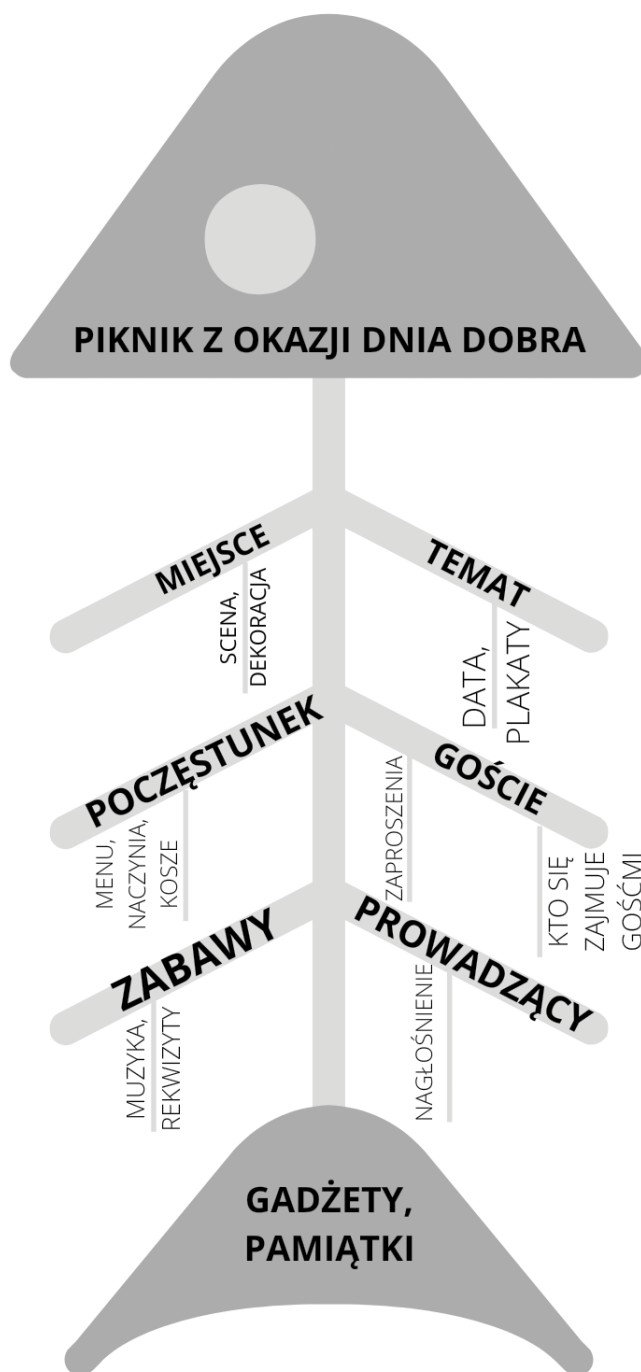 PIKNIK Z OKAZJI DNIA DOBRA
MIEJSCE
SCENA,
DEKORACJA
TEMAT
DATA,
PLAKATY
POCZĘSTUNEK
MENU,
NACZYNIA,
KOSZE
GOŚCIE
ZAPROSZENIA
KTO SIĘ
ZAJMUJE
GOŚĆMI
ZABAWY
MUZYKA,
REKWIZYTY
PROWADZĄCY
NAGŁOŚNIENIE
GADŻETY,
PAMIĄTKI